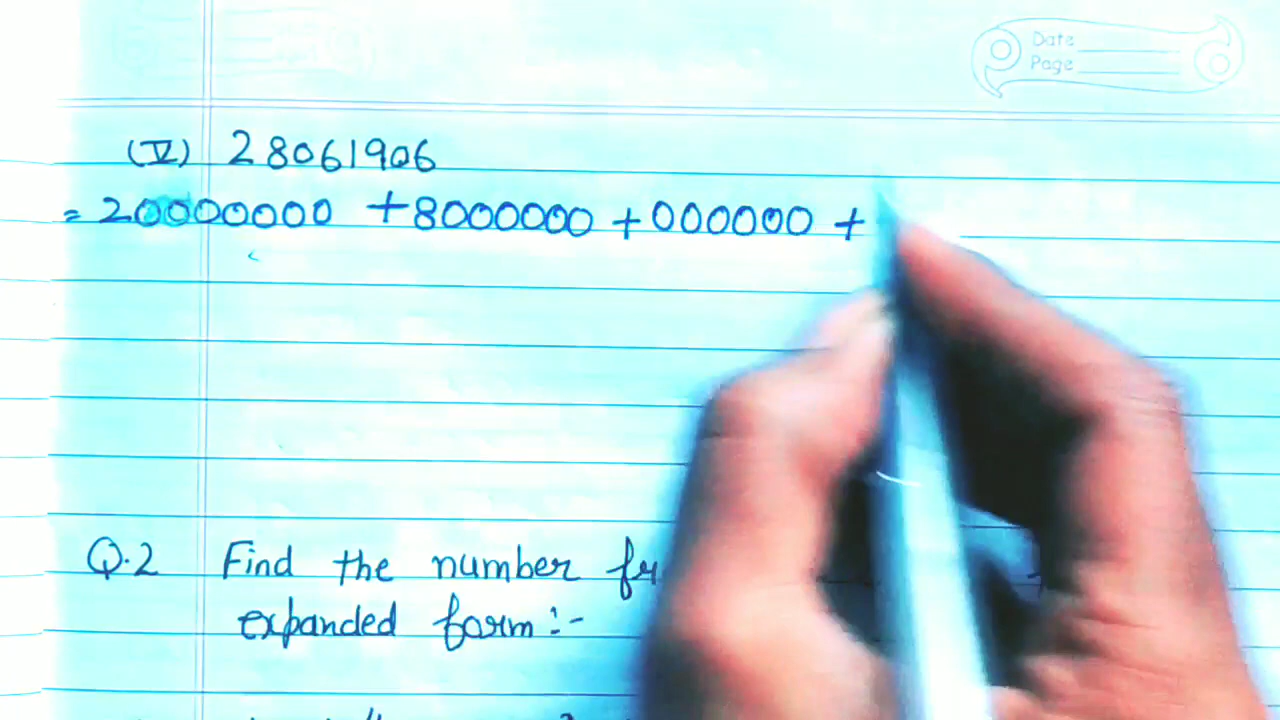 Date
Page
(V) 28061906
= 20000000 + 8000000 + 000000 +
Q.2 Find the number
expanded form :-